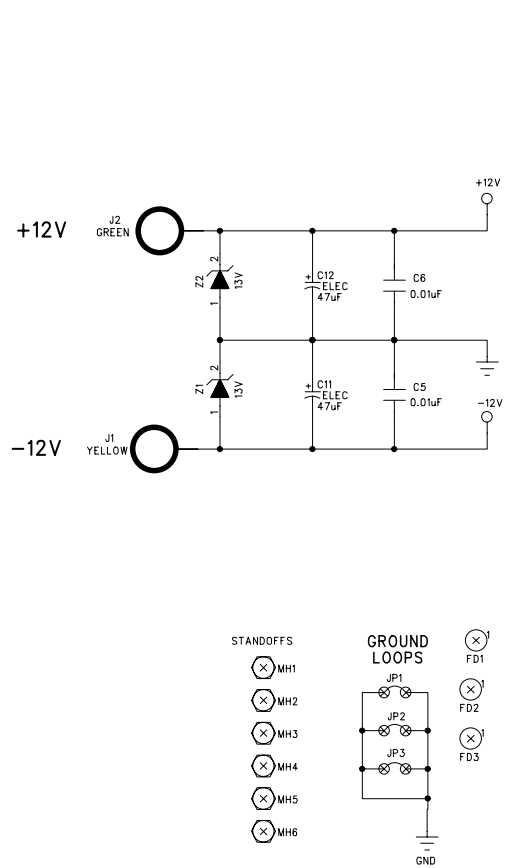 +12V
J2
+12V
GREEN
2
Z2
13V
1
+
C12
ELEC
47uF
C6
0.01uF
2
Z1
13V
1
+
C11
ELEC
47uF
C5
0.01uF
-12V
J1
-12V
YELLOW
STANDOFFS
MH1
MH2
MH3
MH4
MH5
MH6
GROUND
LOOPS
JP1
JP2
JP3
GND
1
FD1
1
FD2
1
FD3